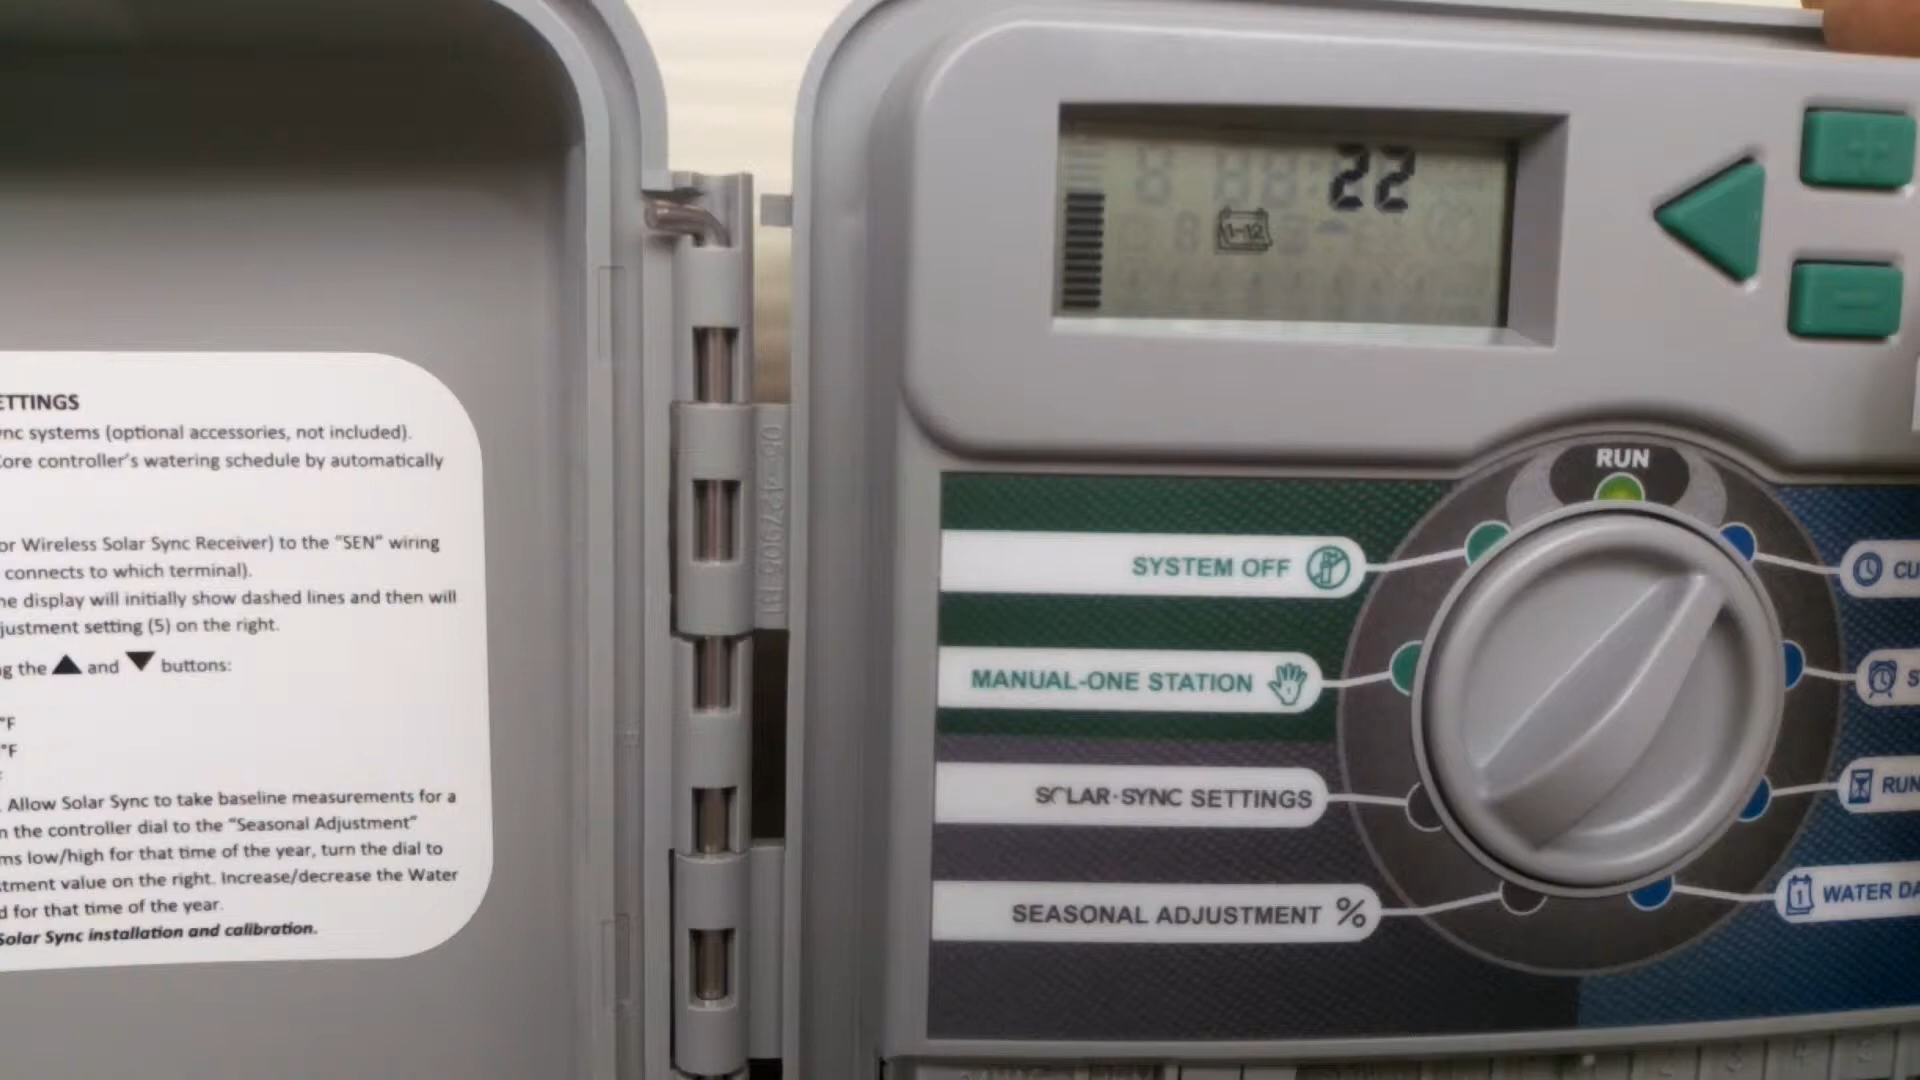 ETTINGS
nc systems (optional accessories, not included).
Core controller's watering schedule by automatically
or Wireless Solar Sync Receiver) to the "SEN" wiring
connects to which terminal).
he display will initially show dashed lines and then will
justment setting (5) on the right.
g the ▲ and ▼ buttons:
°F
°F
Allow Solar Sync to take baseline measurements for a
n the controller dial to the "Seasonal Adjustment"
ms low/high for that time of the year, turn the dial to
tment value on the right. Increase/decrease the Water
d for that time of the year.
Solar Sync installation and calibration.
22
1-12
RUN
SYSTEM OFF
CU
MANUAL-ONE STATION
S
SOLAR·SYNC SETTINGS
RUN
SEASONAL ADJUSTMENT %
1 WATER DA